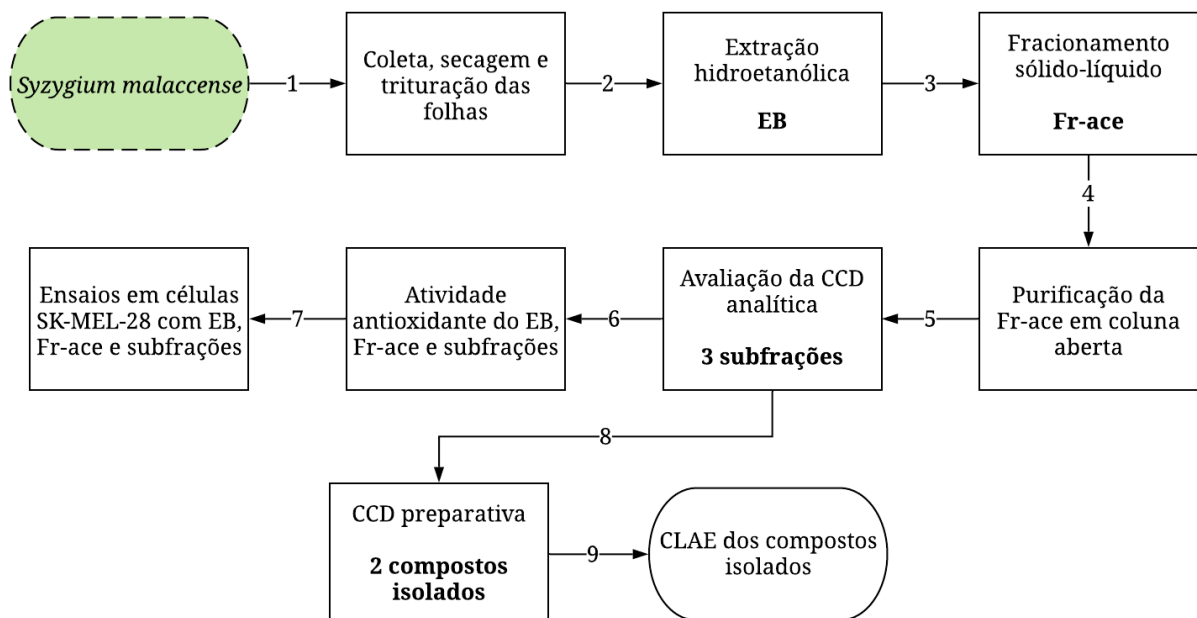 Syzygium malaccense
1
Coleta, secagem e
trituração das
folhas
2
Extração
hidroetanólica
EB
3
Fracionamento
sólido-líquido
Fr-ace
4
Purificação da
Fr-ace em coluna
aberta
5
Avaliação da CCD
analítica
3 subfrações
6
Atividade
antioxidante do EB,
Fr-ace e subfrações
7
Ensaios em células
SK-MEL-28 com EB,
Fr-ace e subfrações
8
CCD preparativa
2 compostos
isolados
9
CLAE dos compostos
isolados